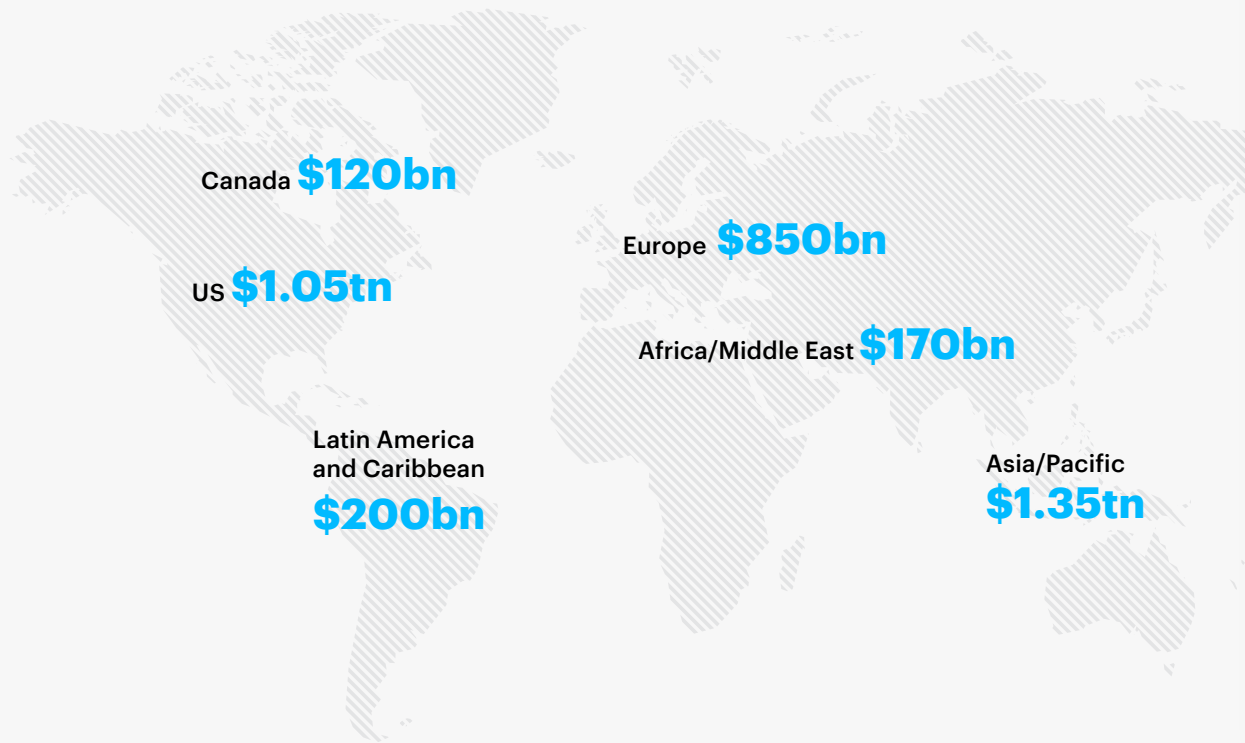 Canada $120bn
Europe $850bn
US $1.05tn
Africa/Middle East $170bn
Latin America
and Caribbean
$200bn
Asia/Pacific
$1.35tn